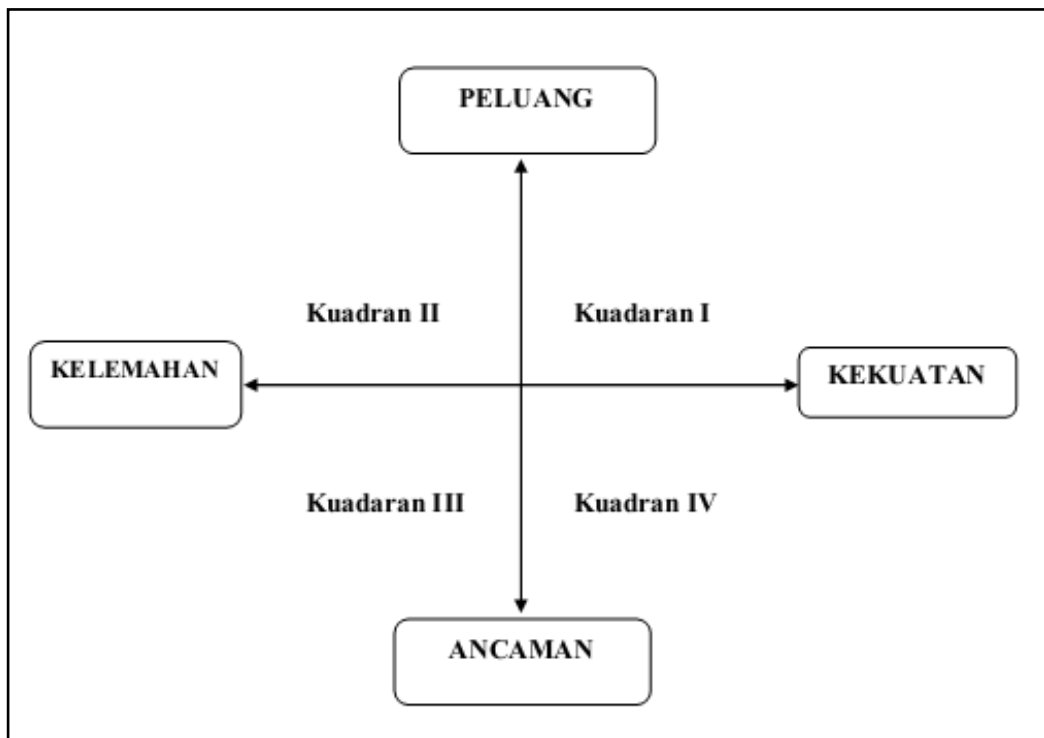 PELUANG
Kuadran II
Kuadaran I
KELEMAHAN
KEKUATAN
Kuadaran III
Kuadran IV
ANCAMAN